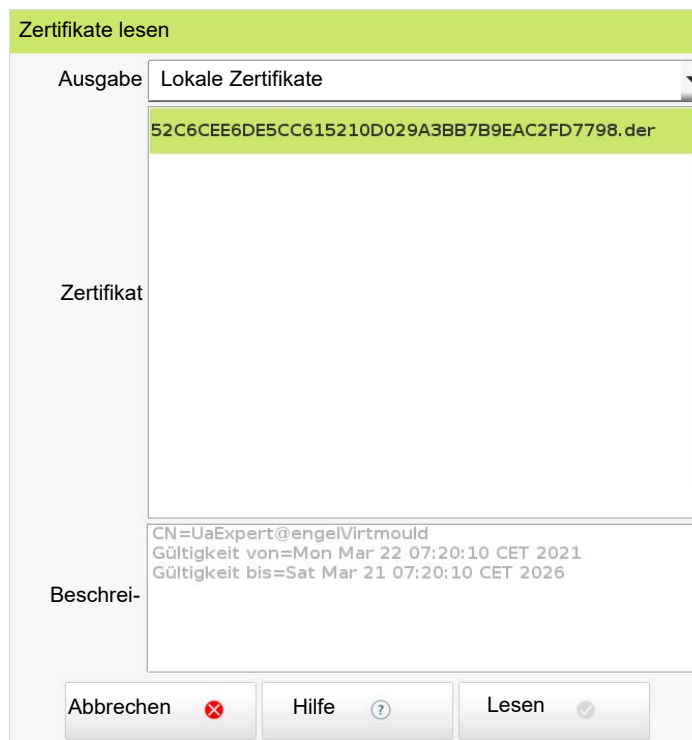 Zertifikate lesen
Ausgabe Lokale Zertifikate
52C6CEE6DE5CC615210D029A3BB7B9EAC2FD7798.der
Zertifikat
CN=UaExpert@engelVirtmould
Gültigkeit von=Mon Mar 22 07:20:10 CET 2021
Gültigkeit bis=Sat Mar 21 07:20:10 CET 2026
Beschrei-
Abbrechen Hilfe ? Lesen